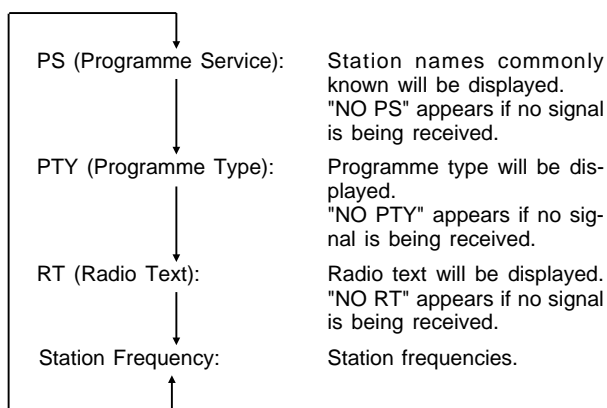 PS (Programme Service): Station names commonly
known will be displayed.
"NO PS" appears if no signal
is being received.
PTY (Programme Type): Programme type will be dis-
played.
"NO PTY" appears if no sig-
nal is being received.
RT (Radio Text): Radio text will be displayed.
"NO RT" appears if no signal
is being received.
Station Frequency: Station frequencies.